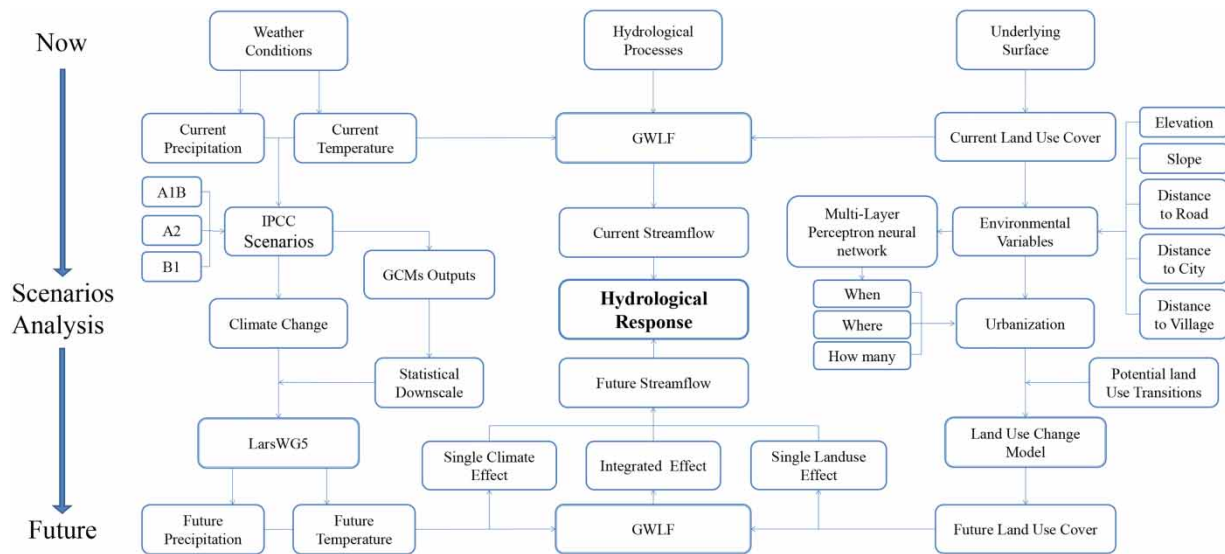 Now
Scenarios
Analysis
Future
Weather
Conditions
Current
Precipitation
Current
Temperature
A1B
A2
B1
IPCC
Scenarios
GCMs Outputs
Climate Change
Statistical
Downscale
LarsWG5
Future
Precipitation
Future
Temperature
Hydrological
Processes
GWLF
Current Streamflow
Hydrological
Response
Future Streamflow
Single Climate
Effect
Integrated Effect
Single Landuse
Effect
GWLF
Underlying
Surface
Current Land Use Cover
Elevation
Slope
Distance
to Road
Distance
to City
Distance
to Village
Environmental
Variables
Multi-Layer
Perceptron neural
network
When
Where
How many
Urbanization
Potential land
Use Transitions
Land Use Change
Model
Future Land Use Cover